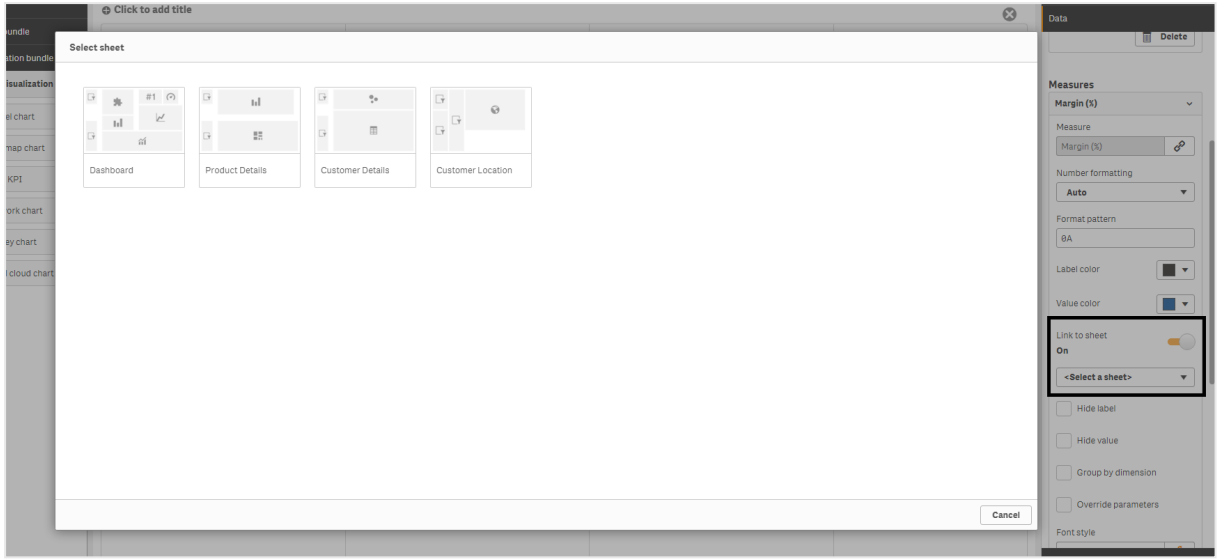 Click to add title
Data
bundle
Delete
ation bundle
Select sheet
isualization
Measures
Margin (%)
el chart
Measure
map chart
Margin (%)
Dashboard
Product Details
Customer Details
Customer Location
#1
KPI
Number formatting
Auto
ork chart
Format pattern
0A
ey chart
cloud chart
Label color
Value color
Link to sheet
On
<Select a sheet>
Hide label
Hide value
Group by dimension
Override parameters
Cancel
Font style